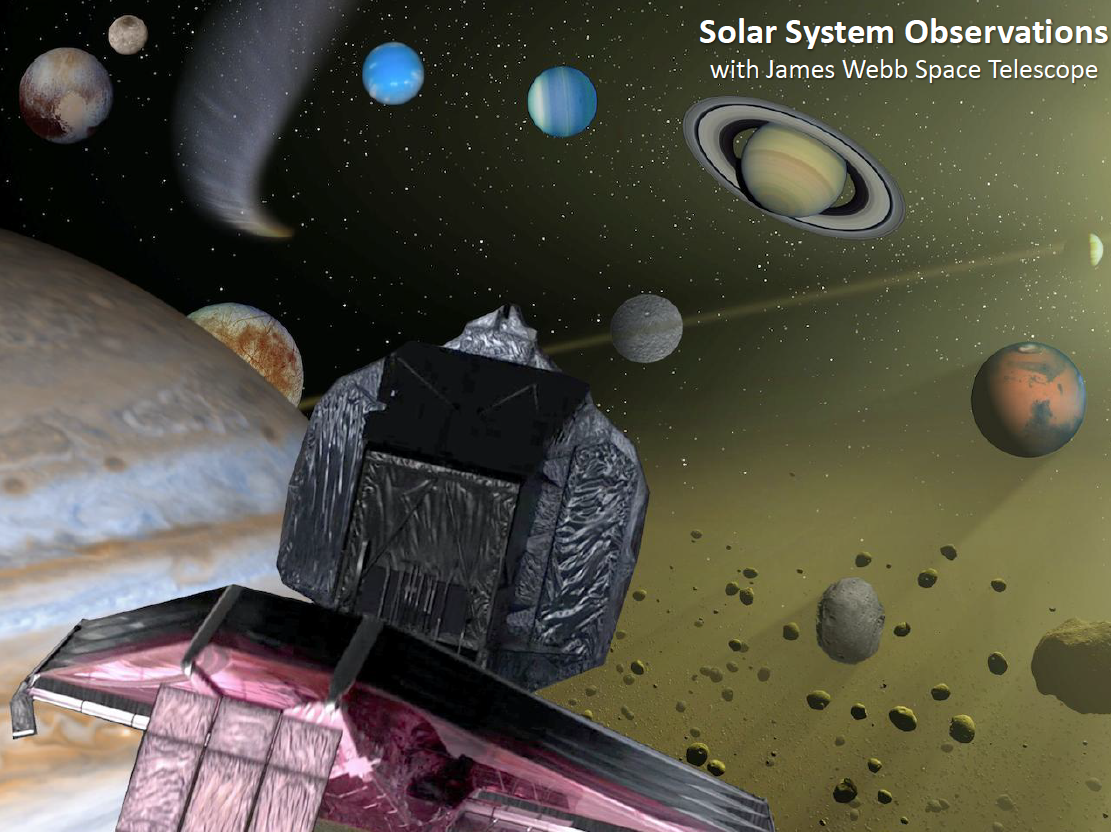 Solar System Observations
with James Webb Space Telescope